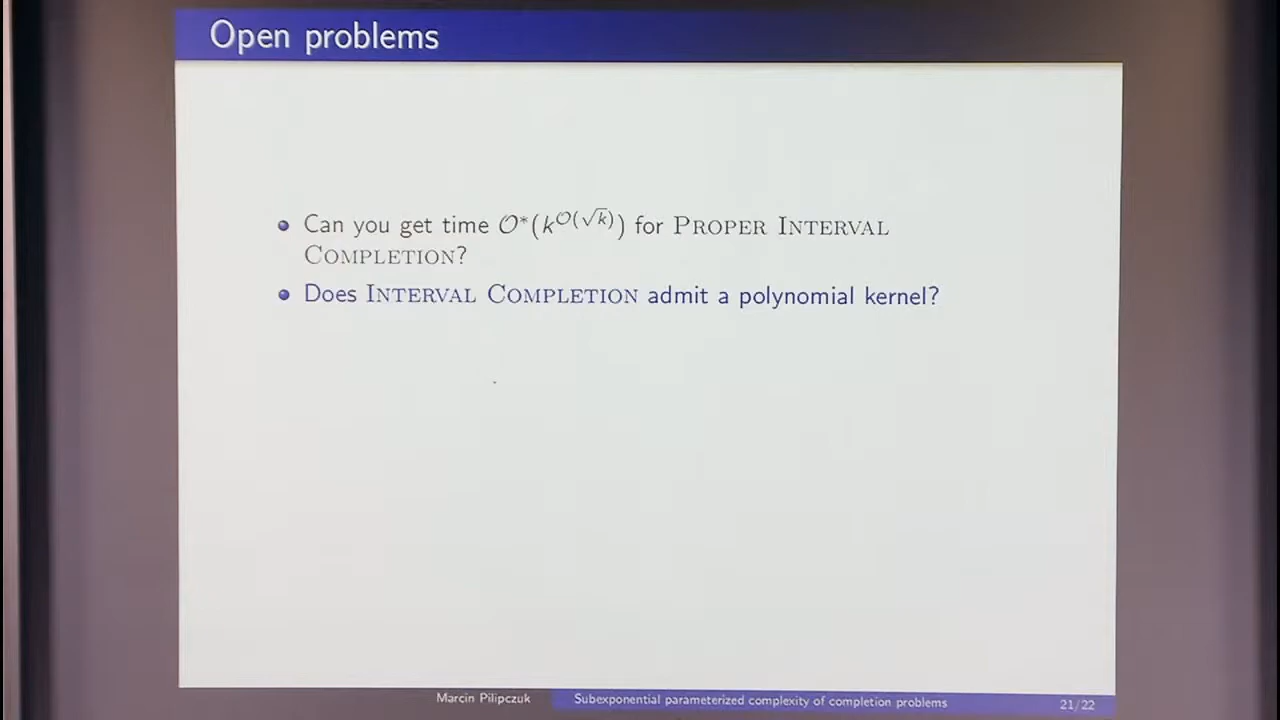 Open problems
• Can you get time 𝒪*(k^𝒪(√k)) for PROPER INTERVAL
COMPLETION?
• Does INTERVAL COMPLETION admit a polynomial kernel?
Marcin Pilipczuk Subexponential parameterized complexity of completion problems 21/22